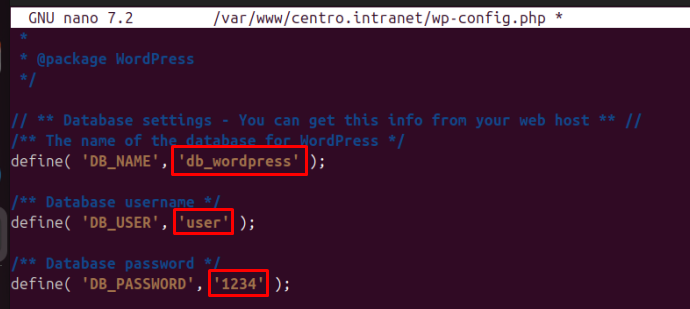 GNU nano 7.2 /var/www/centro.intranet/wp-config.php *
*
* @package WordPress
*/
// ** Database settings - You can get this info from your web host ** //
/** The name of the database for WordPress */
define( 'DB_NAME', 'db_wordpress' );
/** Database username */
define( 'DB_USER', 'user' );
/** Database password */
define( 'DB_PASSWORD', '1234' );